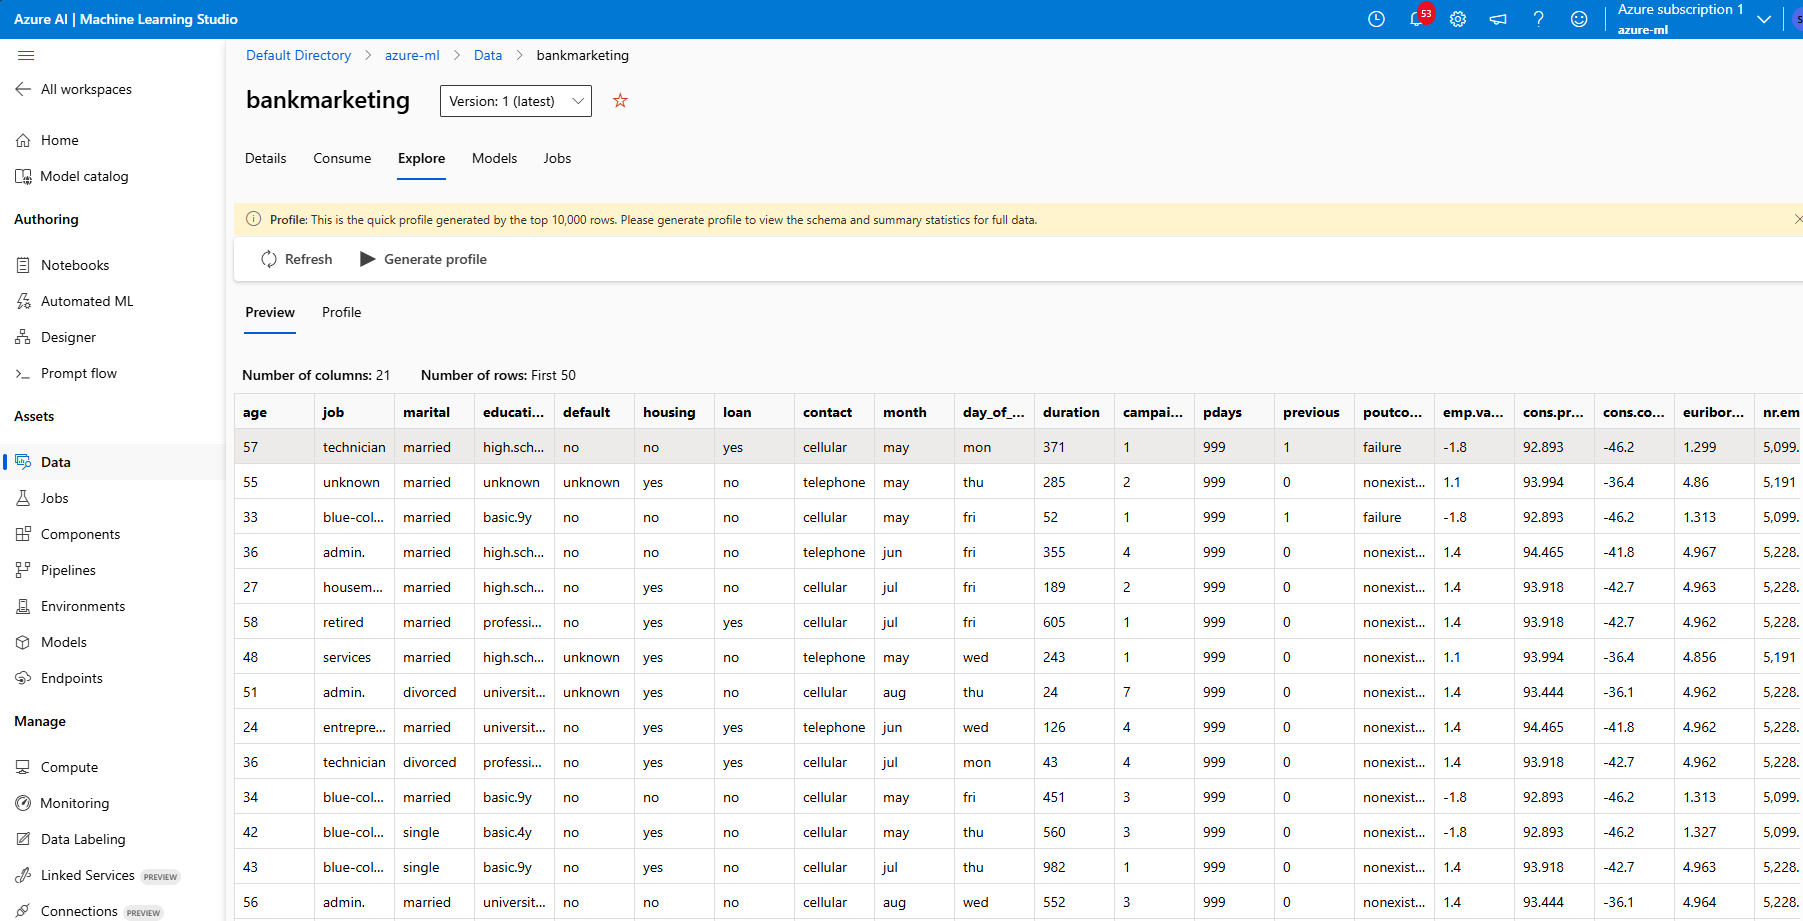 Azure AI | Machine Learning Studio
53
Azure subscription 1
azure-ml
All workspaces
Home
Model catalog
Authoring
Notebooks
Automated ML
Designer
Prompt flow
Assets
Data
Jobs
Components
Pipelines
Environments
Models
Endpoints
Manage
Compute
Monitoring
Data Labeling
Linked Services PREVIEW
Connections PREVIEW
Default Directory > azure-ml > Data > bankmarketing
bankmarketing Version: 1 (latest)
Details Consume Explore Models Jobs
Profile: This is the quick profile generated by the top 10,000 rows. Please generate profile to view the schema and summary statistics for full data.
Refresh Generate profile
Preview Profile
Number of columns: 21 Number of rows: First 50
age job marital educati... default housing loan contact month day_of_... duration campai... pdays previous poutco... emp.va... cons.pr... cons.co... euribor... nr.em
57 technician married high.sch... no no yes cellular may mon 371 1 999 1 failure -1.8 92.893 -46.2 1.299 5,099.
55 unknown married unknown unknown yes no telephone may thu 285 2 999 0 nonexist... 1.1 93.994 -36.4 4.86 5,191
33 blue-col... married basic.9y no no no cellular may fri 52 1 999 1 failure -1.8 92.893 -46.2 1.313 5,099.
36 admin. married high.sch... no no no telephone jun fri 355 4 999 0 nonexist... 1.4 94.465 -41.8 4.967 5,228.
27 housem... married high.sch... no yes no cellular jul fri 189 2 999 0 nonexist... 1.4 93.918 -42.7 4.963 5,228.
58 retired married professi... no yes yes cellular jul fri 605 1 999 0 nonexist... 1.4 93.918 -42.7 4.962 5,228.
48 services married high.sch... unknown yes no telephone may wed 243 1 999 0 nonexist... 1.1 93.994 -36.4 4.856 5,191
51 admin. divorced universit... unknown yes no cellular aug thu 24 7 999 0 nonexist... 1.4 93.444 -36.1 4.962 5,228.
24 entrepre... married universit... no yes yes telephone jun wed 126 4 999 0 nonexist... 1.4 94.465 -41.8 4.962 5,228.
36 technician divorced professi... no yes yes cellular jul mon 43 4 999 0 nonexist... 1.4 93.918 -42.7 4.962 5,228.
34 blue-col... married basic.9y no no no cellular may fri 451 3 999 0 nonexist... -1.8 92.893 -46.2 1.313 5,099.
42 blue-col... single basic.4y no yes no cellular may thu 560 3 999 0 nonexist... -1.8 92.893 -46.2 1.327 5,099.
43 blue-col... single basic.9y no yes no cellular jul thu 982 1 999 0 nonexist... 1.4 93.918 -42.7 4.963 5,228.
56 admin. married universit... no no no cellular aug wed 552 3 999 0 nonexist... 1.4 93.444 -36.1 4.964 5,228.